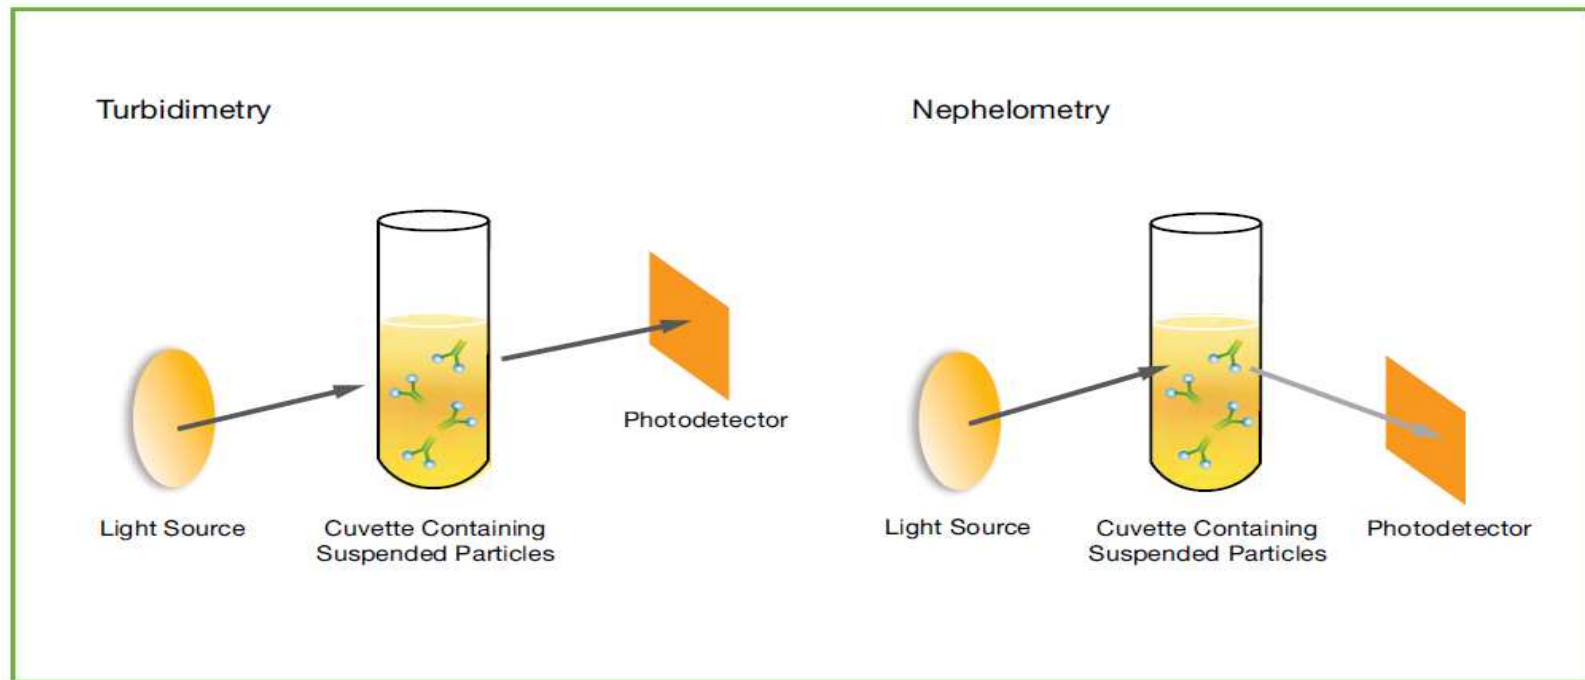 Turbidimetry
Photodetector
Light Source
Cuvette Containing
Suspended Particles
Nephelometry
Light Source
Cuvette Containing
Suspended Particles
Photodetector